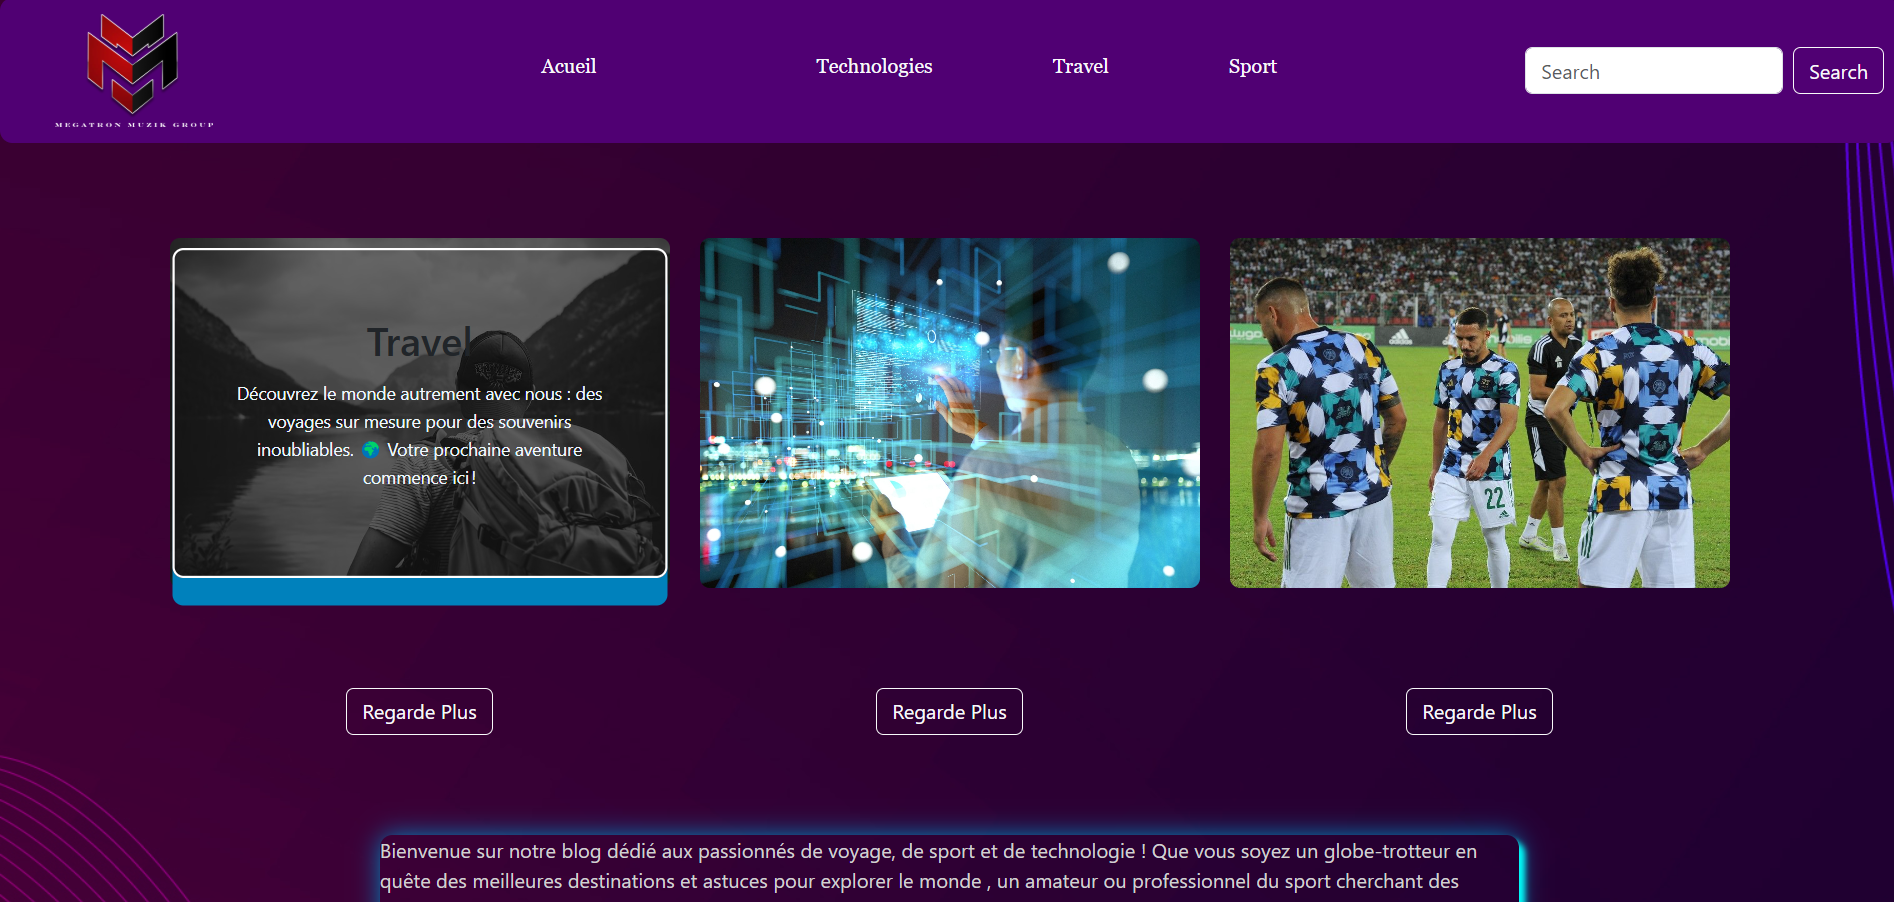 MEGATRON MUZIK GROUP
Acueil Technologies Travel Sport Search Search
Travel
Découvrez le monde autrement avec nous : des
voyages sur mesure pour des souvenirs
inoubliables. 🌍 Votre prochaine aventure
commence ici !
adidas
mobilis
22
Regarde Plus Regarde Plus Regarde Plus
Bienvenue sur notre blog dédié aux passionnés de voyage, de sport et de technologie ! Que vous soyez un globe-trotteur en
quête des meilleures destinations et astuces pour explorer le monde , un amateur ou professionnel du sport cherchant des